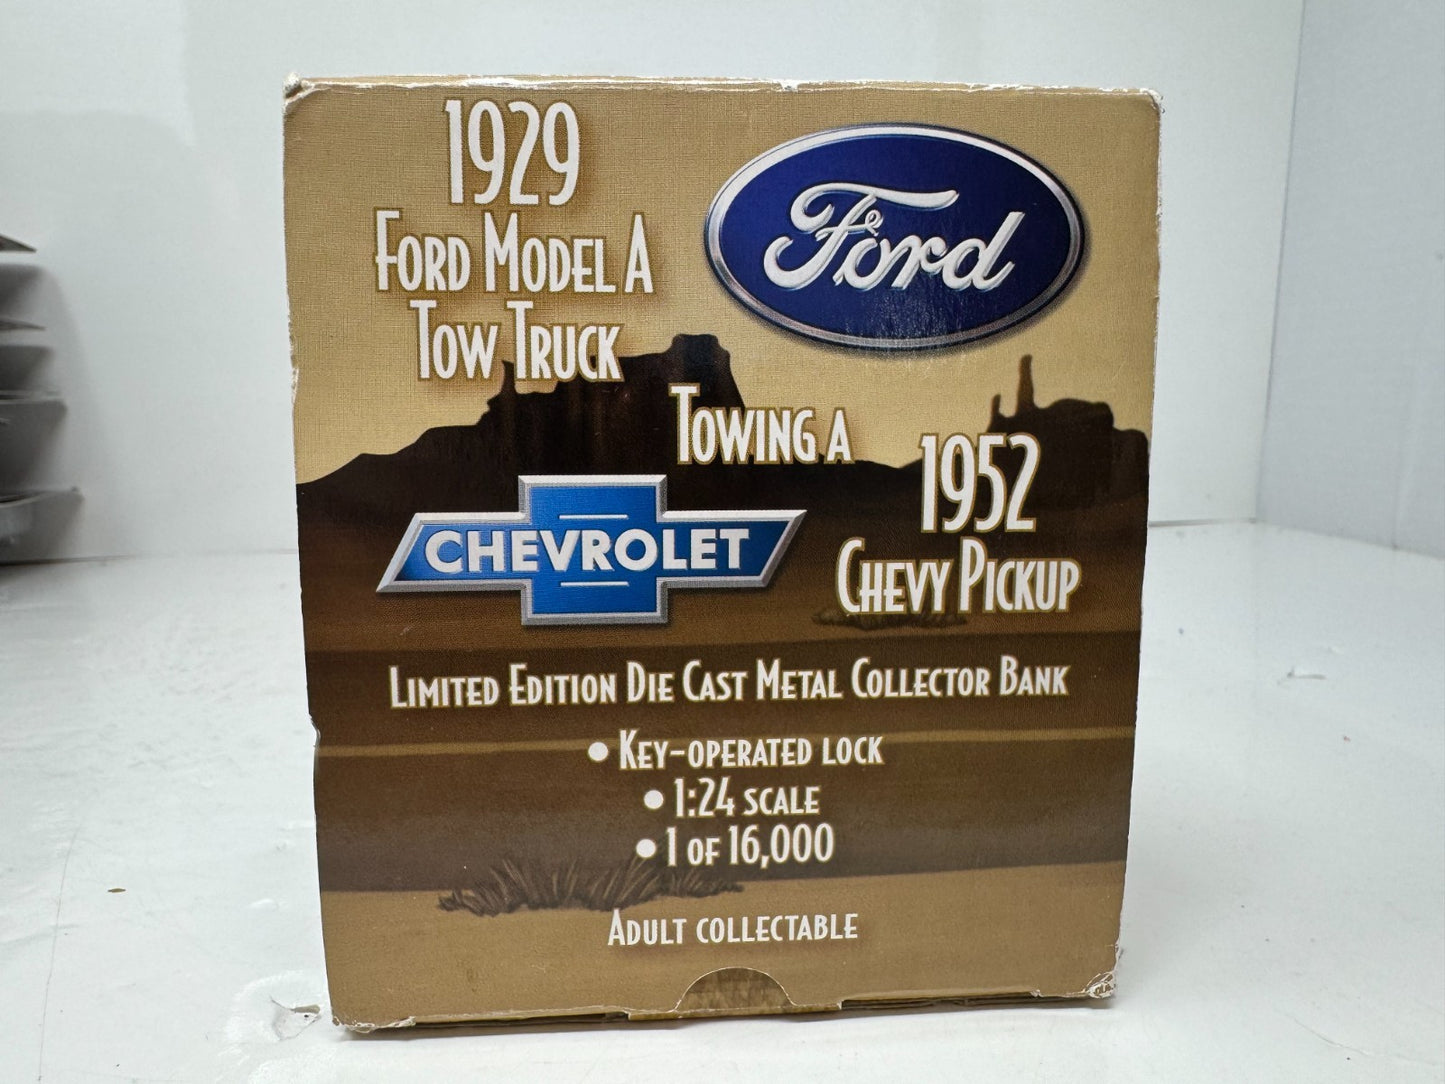 1929
FORD MODEL A
TOW TRUCK
Ford
TOWING A
1952
CHEVY PICKUP
CHEVROLET
LIMITED EDITION DIE CAST METAL COLLECTOR BANK
• KEY-OPERATED LOCK
• 1:24 SCALE
• 1 OF 16,000
ADULT COLLECTABLE